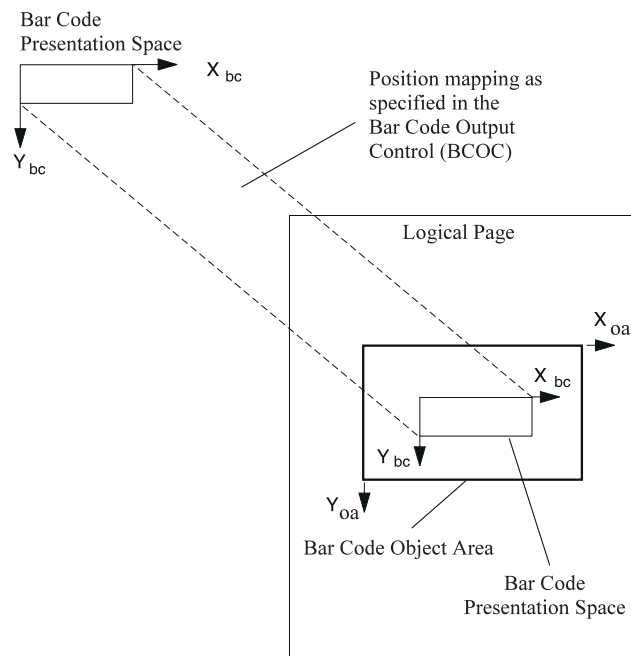 Bar Code
Presentation Space
X bc
Y bc
Position mapping as
specified in the
Bar Code Output
Control (BCOC)
Logical Page
X oa
X bc
Y bc
Y oa
Bar Code Object Area
Bar Code
Presentation Space